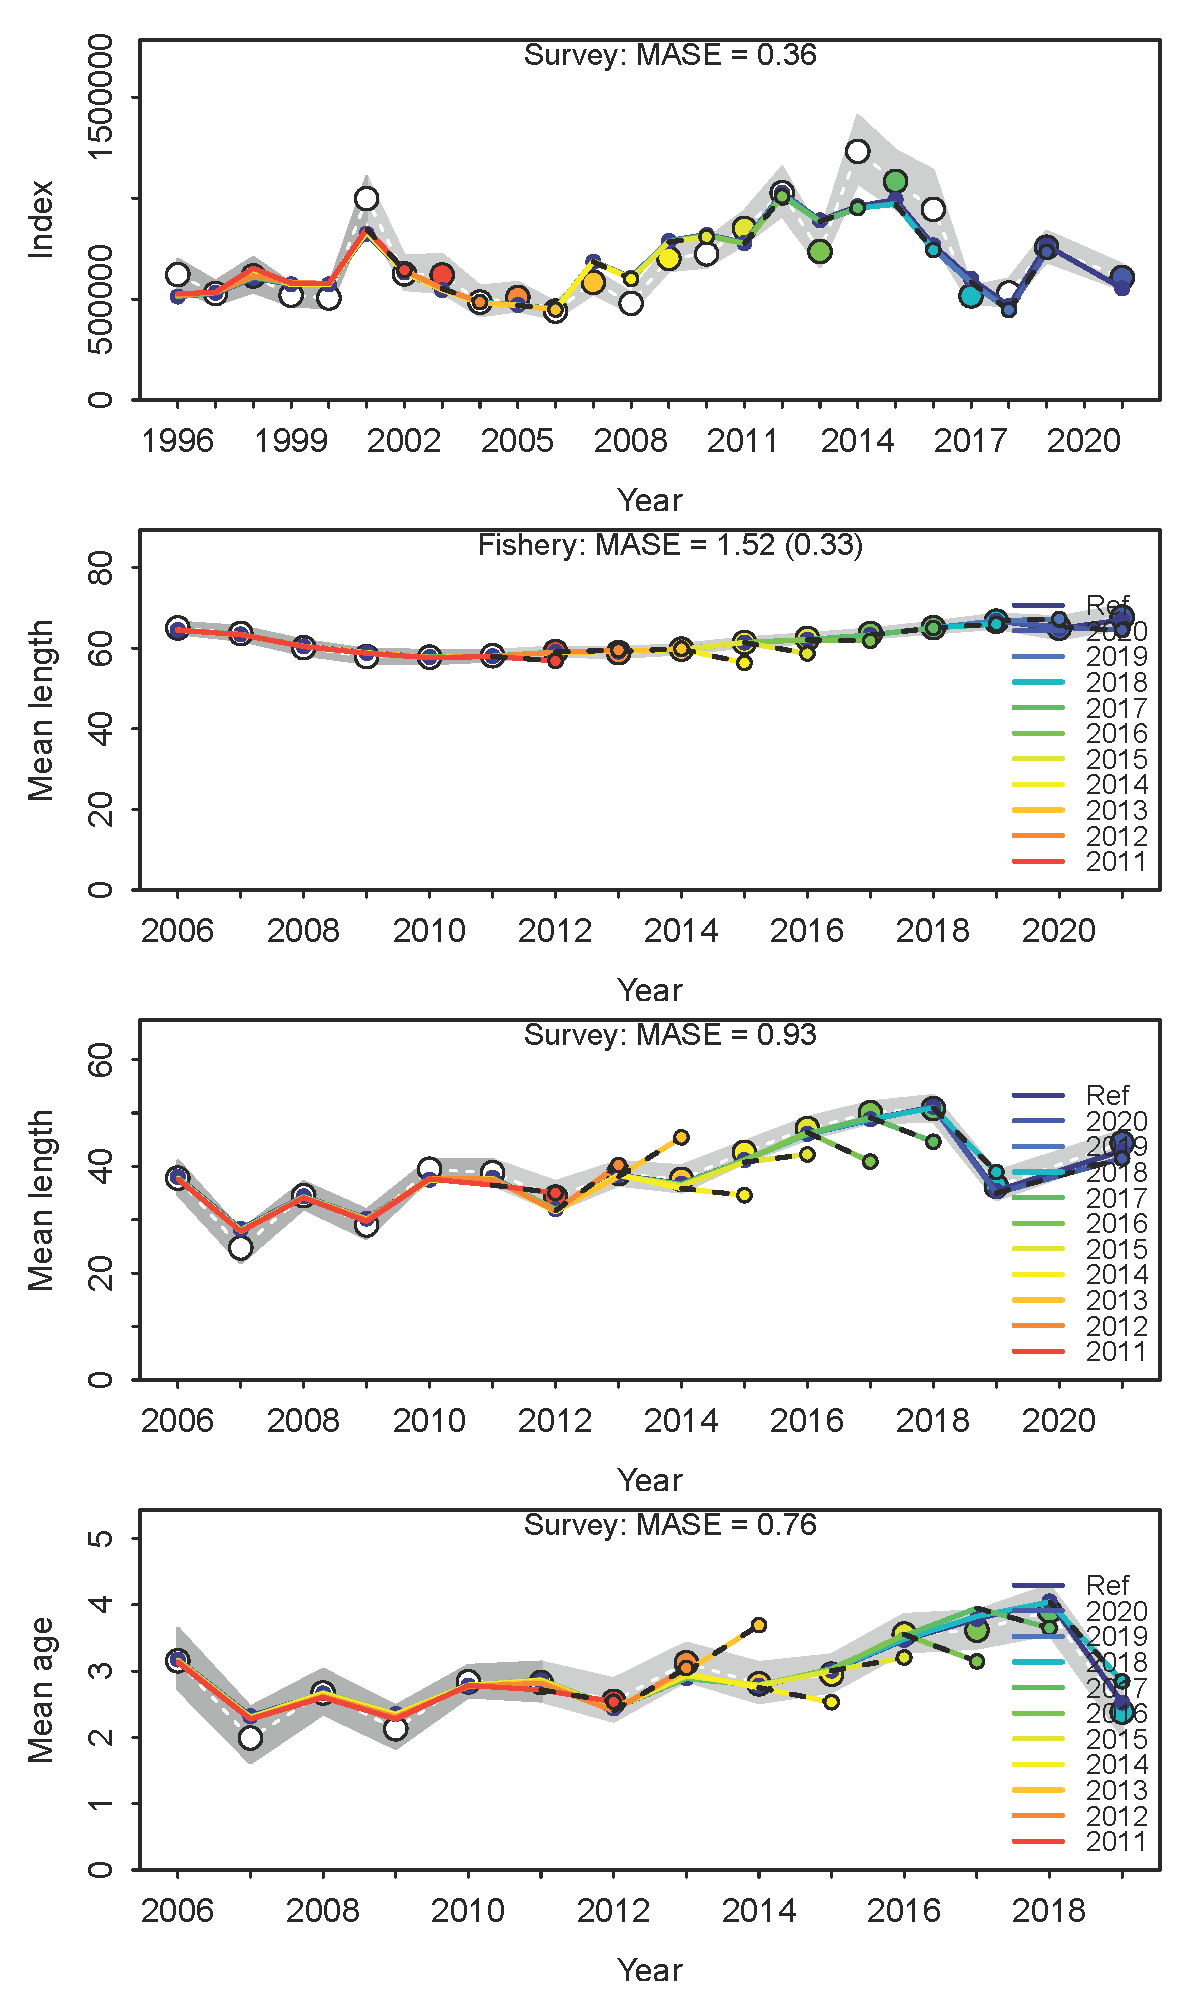 Survey: MASE = 0.36
Index
0
500000
1500000
1996 1999 2002 2005 2008 2011 2014 2017 2020
Year
Fishery: MASE = 1.52 (0.33)
Mean length
0
20
40
60
80
Ref
2020
2019
2018
2017
2016
2015
2014
2013
2012
2011
2006 2008 2010 2012 2014 2016 2018 2020
Year
Survey: MASE = 0.93
Mean length
0
20
40
60
Ref
2020
2019
2018
2017
2016
2015
2014
2013
2012
2011
2006 2008 2010 2012 2014 2016 2018 2020
Year
Survey: MASE = 0.76
Mean age
0
1
2
3
4
5
Ref
2020
2019
2018
2017
2016
2015
2014
2013
2012
2011
2006 2008 2010 2012 2014 2016 2018
Year